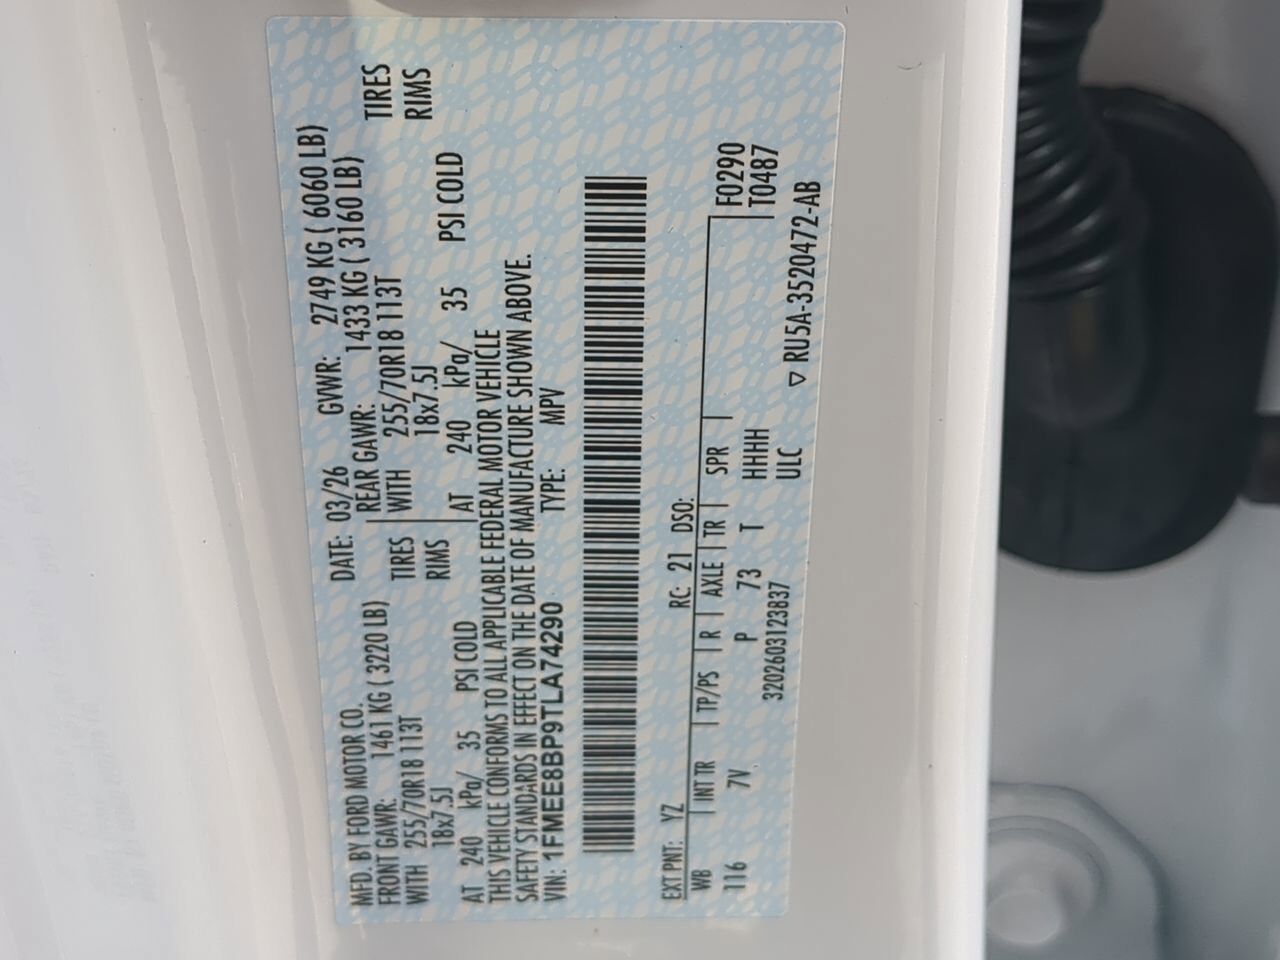 MFD. BY FORD MOTOR CO. DATE: 03/26 GVWR: 2749 KG ( 6060 LB)
FRONT GAWR: 1461 KG ( 3220 LB) REAR GAWR: 1433 KG ( 3160 LB)
WITH 255/70R18 113T TIRES WITH 255/70R18 113T TIRES
18x7.5J RIMS 18x7.5J RIMS
AT 240 kPa/ 35 PSI COLD AT 240 kPa/ 35 PSI COLD
THIS VEHICLE CONFORMS TO ALL APPLICABLE FEDERAL MOTOR VEHICLE
SAFETY STANDARDS IN EFFECT ON THE DATE OF MANUFACTURE SHOWN ABOVE.
VIN: 1FMEE8BP9TLA74290 TYPE: MPV
EXT PNT: YZ RC: 21 DSO:
WB INT TR TP/PS R AXLE TR SPR F0290
116 7V P 73 T HHHH T0487
3202603123837 ULC ▽ RU5A-3520472-AB